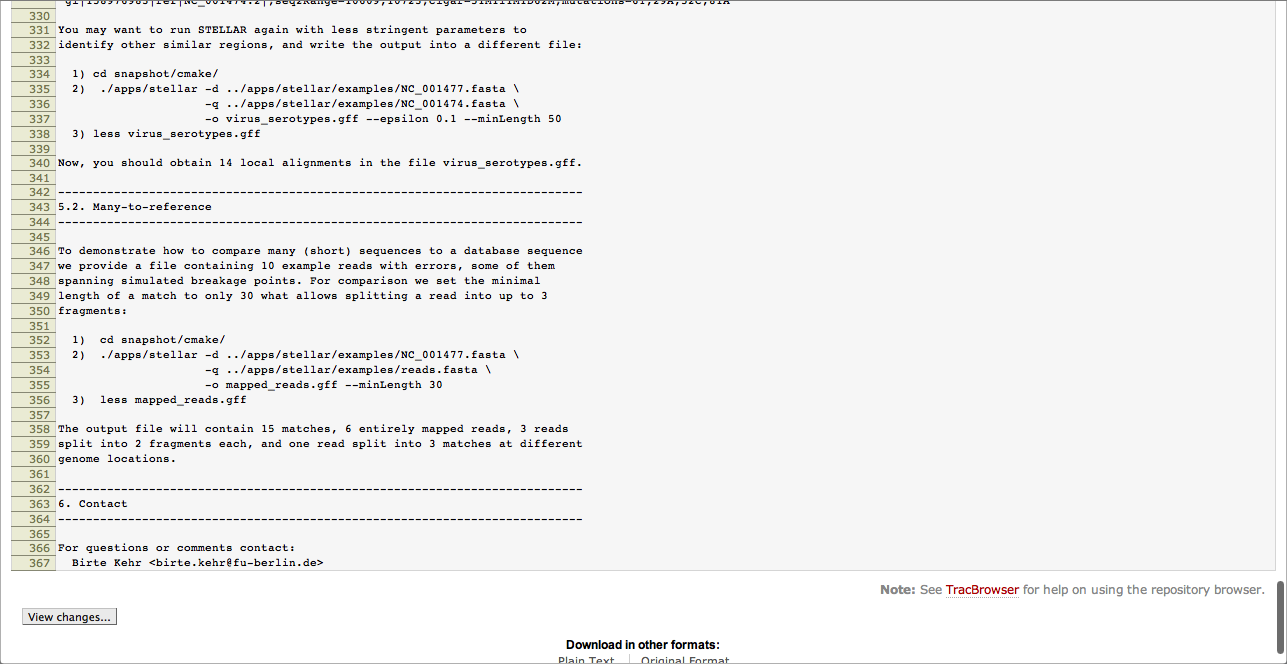 330
331 You may want to run STELLAR again with less stringent parameters to
332 identify other similar regions, and write the output into a different file:
333
334 1) cd snapshot/cmake/
335 2) ./apps/stellar -d ../apps/stellar/examples/NC_001477.fasta \
336 -q ../apps/stellar/examples/NC_001474.fasta \
337 -o virus_serotypes.gff --epsilon 0.1 --minLength 50
338 3) less virus_serotypes.gff
339
340 Now, you should obtain 14 local alignments in the file virus_serotypes.gff.
341
342 ---------------------------------------------------------------------------
343 5.2. Many-to-reference
344 ---------------------------------------------------------------------------
345
346 To demonstrate how to compare many (short) sequences to a database sequence
347 we provide a file containing 10 example reads with errors, some of them
348 spanning simulated breakage points. For comparison we set the minimal
349 length of a match to only 30 what allows splitting a read into up to 3
350 fragments:
351
352 1) cd snapshot/cmake/
353 2) ./apps/stellar -d ../apps/stellar/examples/NC_001477.fasta \
354 -q ../apps/stellar/examples/reads.fasta \
355 -o mapped_reads.gff --minLength 30
356 3) less mapped_reads.gff
357
358 The output file will contain 15 matches, 6 entirely mapped reads, 3 reads
359 split into 2 fragments each, and one read split into 3 matches at different
360 genome locations.
361
362 ---------------------------------------------------------------------------
363 6. Contact
364 ---------------------------------------------------------------------------
365
366 For questions or comments contact:
367 Birte Kehr <birte.kehr@fu-berlin.de>
Note: See TracBrowser for help on using the repository browser.
View changes...
Download in other formats:
Plain Text Original Format